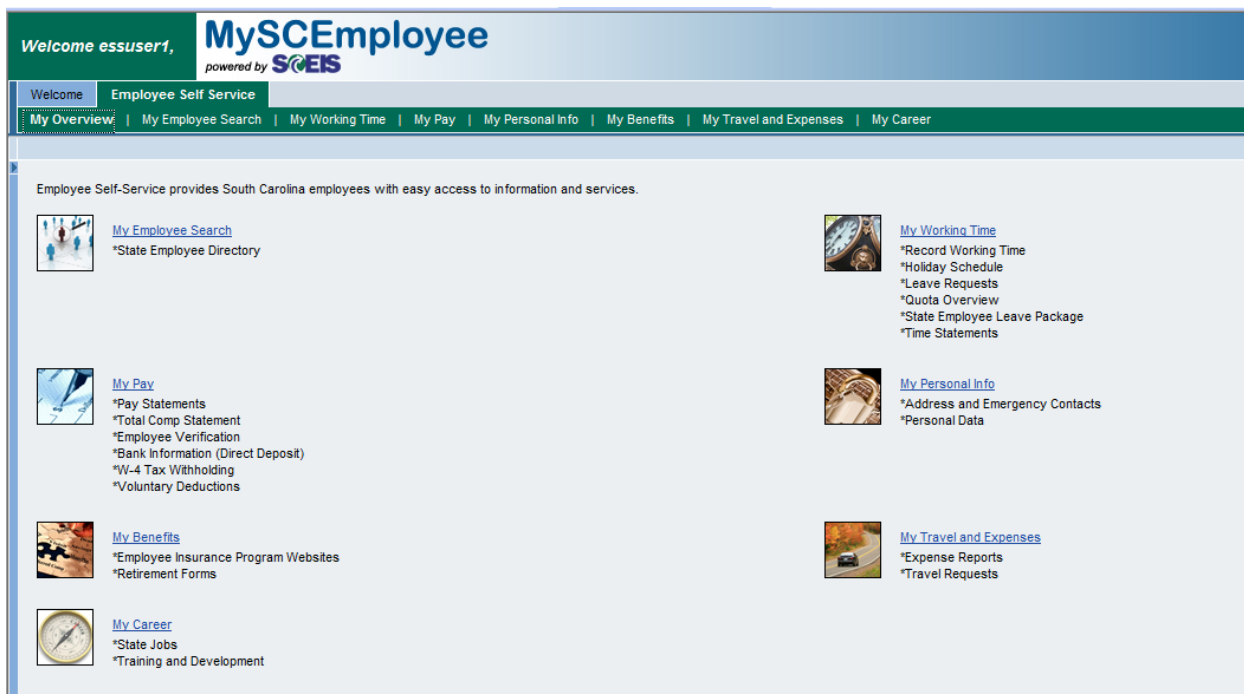 Welcome essuser1,
MySCEmployee
powered by SCEIS
Welcome
Employee Self Service
My Overview | My Employee Search | My Working Time | My Pay | My Personal Info | My Benefits | My Travel and Expenses | My Career
Employee Self-Service provides South Carolina employees with easy access to information and services.
My Employee Search
*State Employee Directory
My Working Time
*Record Working Time
*Holiday Schedule
*Leave Requests
*Quota Overview
*State Employee Leave Package
*Time Statements
My Pay
*Pay Statements
*Total Comp Statement
*Employee Verification
*Bank Information (Direct Deposit)
*W-4 Tax Withholding
*Voluntary Deductions
My Personal Info
*Address and Emergency Contacts
*Personal Data
My Benefits
*Employee Insurance Program Websites
*Retirement Forms
My Travel and Expenses
*Expense Reports
*Travel Requests
My Career
*State Jobs
*Training and Development